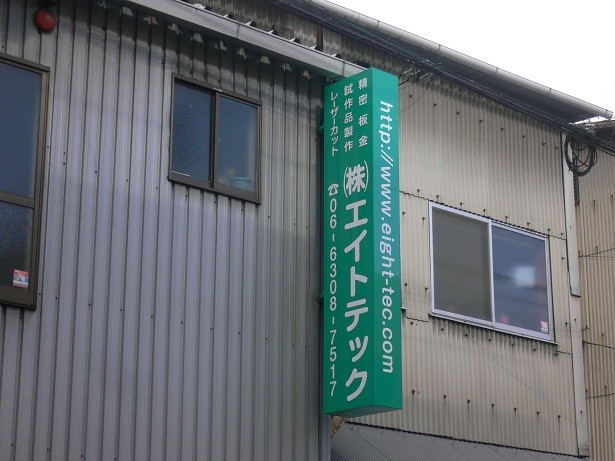 精密板金
試作品製作
レーザーカット
㈱エイトテック
☎06-6308-7517
http://www.eight-tec.com